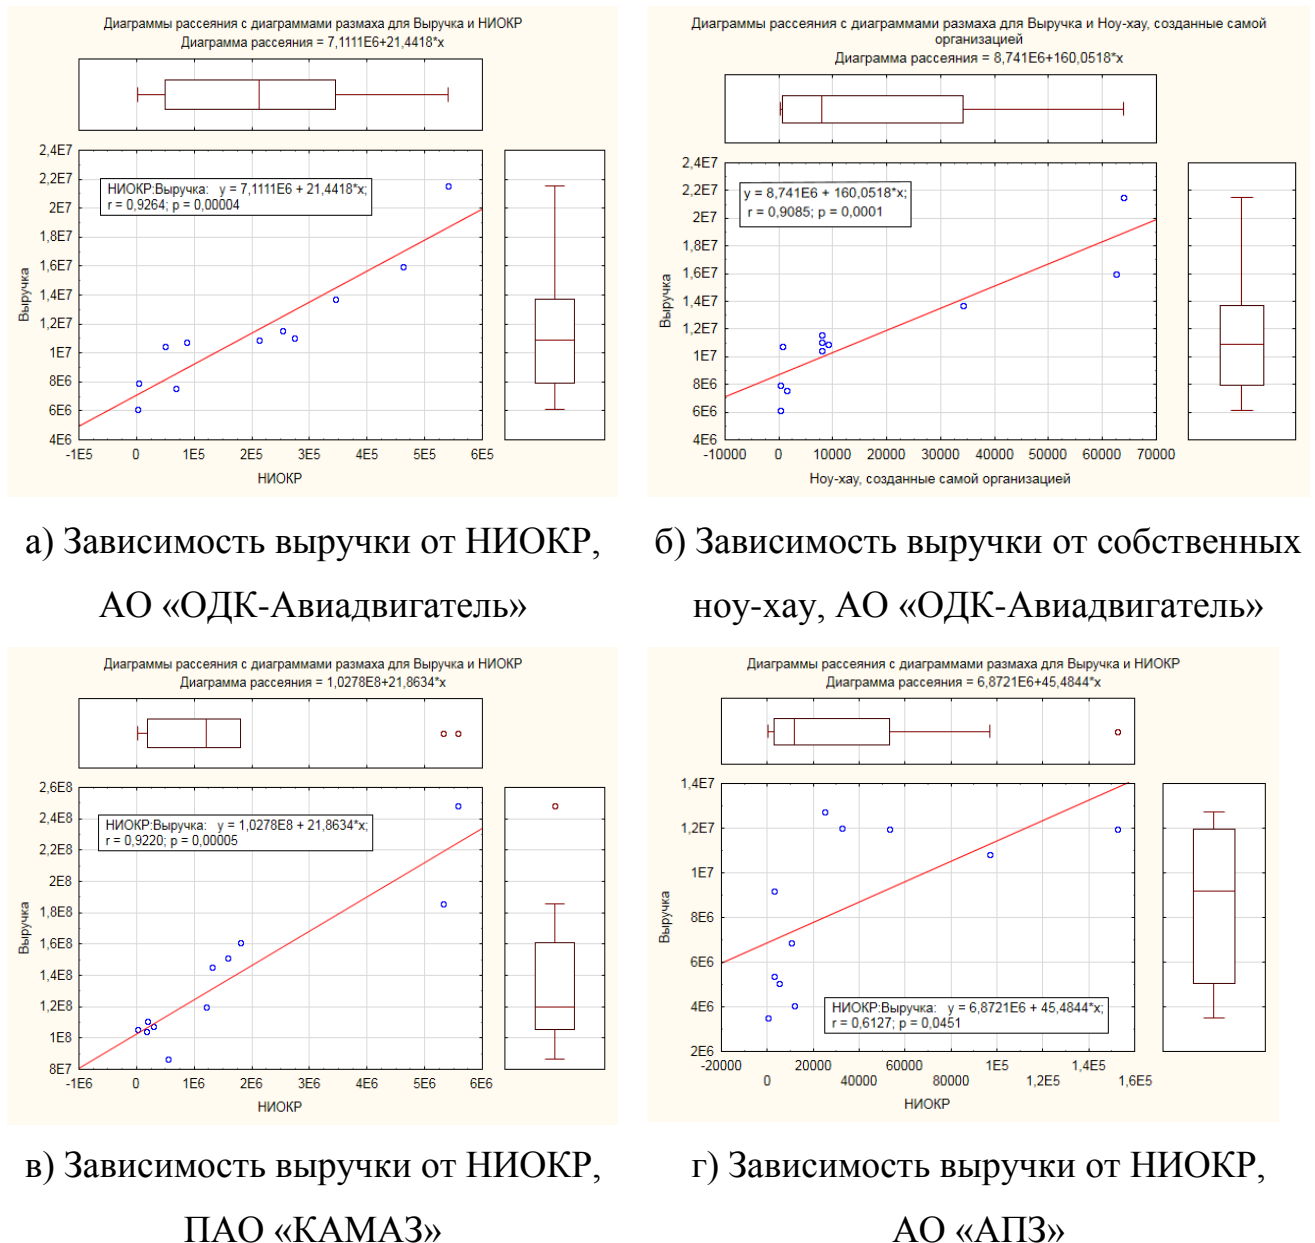 Диаграммы рассеяния с диаграммами размаха для Выручка и НИОКР
Диаграмма рассеяния = 7,1111E6+21,4418*x
2,4E7
2,2E7
2E7
1,8E7
1,6E7
1,4E7
1,2E7
1E7
8E6
6E6
4E6
Выручка
НИОКР:Выручка: y = 7,1111E6 + 21,4418*x;
r = 0,9264; p = 0,00004
-1E5 0 1E5 2E5 3E5 4E5 5E5 6E5
НИОКР
Диаграммы рассеяния с диаграммами размаха для Выручка и Ноу-хау, созданные самой
организацией
Диаграмма рассеяния = 8,741E6+160,0518*x
2,4E7
2,2E7
2E7
1,8E7
1,6E7
1,4E7
1,2E7
1E7
8E6
6E6
4E6
Выручка
y = 8,741E6 + 160,0518*x;
r = 0,9085; p = 0,0001
-10000 0 10000 20000 30000 40000 50000 60000 70000
Ноу-хау, созданные самой организацией
а) Зависимость выручки от НИОКР,
АО «ОДК-Авиадвигатель»
б) Зависимость выручки от собственных
ноу-хау, АО «ОДК-Авиадвигатель»
Диаграммы рассеяния с диаграммами размаха для Выручка и НИОКР
Диаграмма рассеяния = 1,0278E8+21,8634*x
2,6E8
2,4E8
2,2E8
2E8
1,8E8
1,6E8
1,4E8
1,2E8
1E8
8E7
Выручка
НИОКР:Выручка: y = 1,0278E8 + 21,8634*x;
r = 0,9220; p = 0,00005
-1E6 0 1E6 2E6 3E6 4E6 5E6 6E6
НИОКР
Диаграммы рассеяния с диаграммами размаха для Выручка и НИОКР
Диаграмма рассеяния = 6,8721E6+45,4844*x
1,4E7
1,2E7
1E7
8E6
6E6
4E6
2E6
Выручка
НИОКР:Выручка: y = 6,8721E6 + 45,4844*x;
r = 0,6127; p = 0,0451
-20000 20000 60000 1E5 1,4E5
0 40000 80000 1,2E5 1,6E5
НИОКР
в) Зависимость выручки от НИОКР,
ПАО «КАМАЗ»
г) Зависимость выручки от НИОКР,
АО «АПЗ»